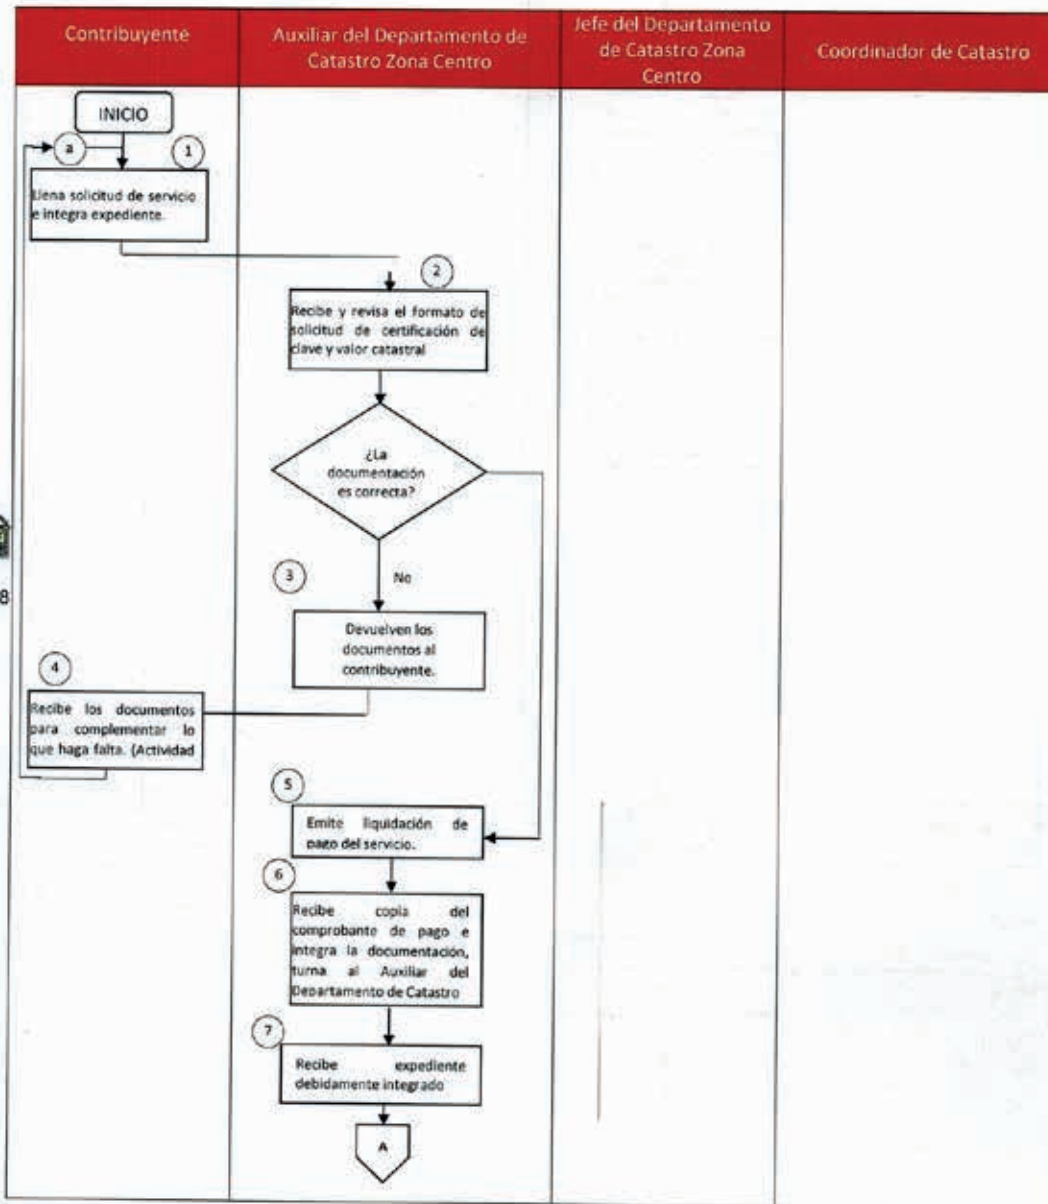 Contribuyente
Auxiliar del Departamento de
Catastro Zona Centro
Jefe del Departamento
de Catastro Zona
Centro
Coordinador de Catastro
INICIO
a
1
Llena solicitud de servicio
e integra expediente.
2
Recibe y revisa el formato de
solicitud de certificación de
clave y valor catastral
¿La
documentación
es correcta?
3
No
8
Devuelven los
documentos al
contribuyente.
4
Recibe los documentos
para complementar lo
que haga falta. (Actividad
5
Emite liquidación de
pago del servicio.
6
Recibe copia del
comprobante de pago e
integra la documentación,
turna al Auxiliar del
Departamento de Catastro
7
Recibe expediente
debidamente integrado
A